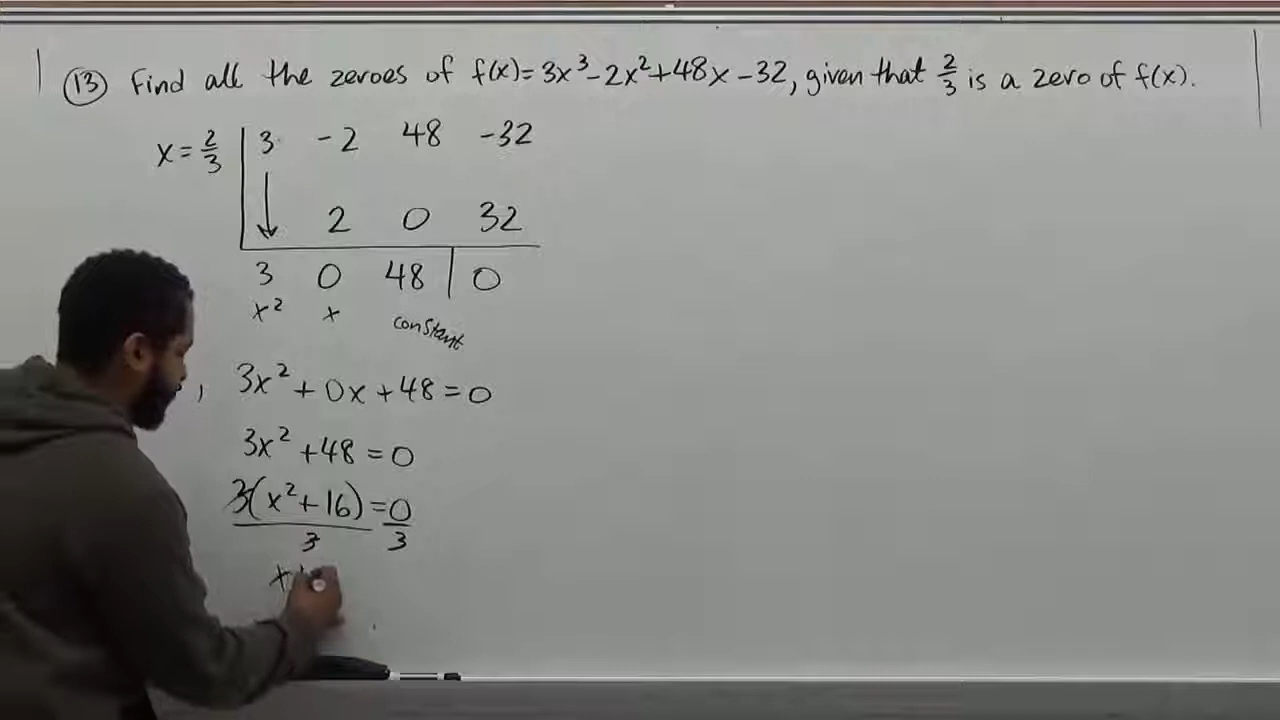 13 Find all the zeroes of f(x)=3x³-2x²+48x-32, given that 2/3 is a zero of f(x).
x=2/3 3 -2 48 -32
2 0 32
3 0 48 0
x² x constant
, 3x²+0x+48=0
3x²+48=0
3(x²+16)=0
3 3
x